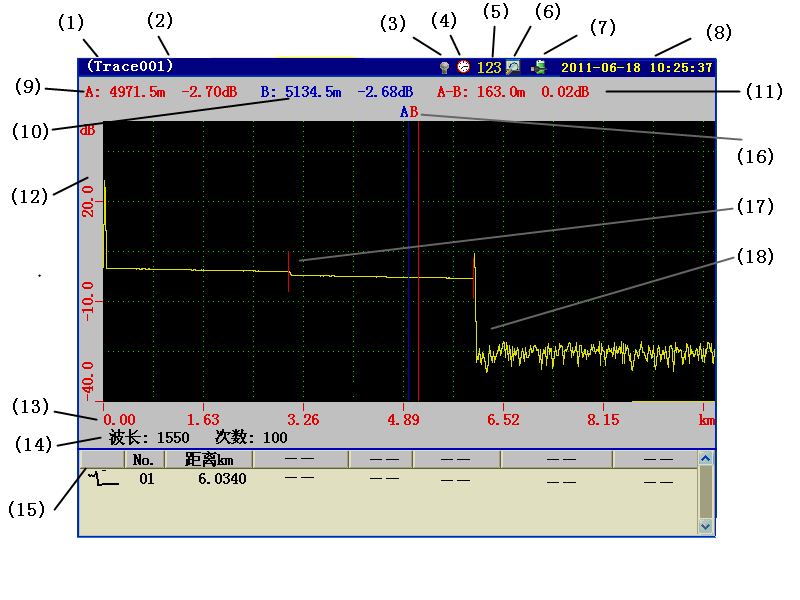 (1) (2) (3) (4) (5) (6) (7) (8)
(Trace001) 123 2011-06-18 10:25:37
(9) A: 4971.5m -2.70dB B: 5134.5m -2.68dB A-B: 163.0m 0.02dB (11)
AB
(10) dB
(16)
(12) 20.0
(17)
(18)
-10.0
-40.0
(13) 0.00 1.63 3.26 4.89 6.52 8.15 km
(14) 波长: 1550 次数: 100
No. 距离km -- -- -- -- --
01 6.0340 -- -- -- -- --
(15)